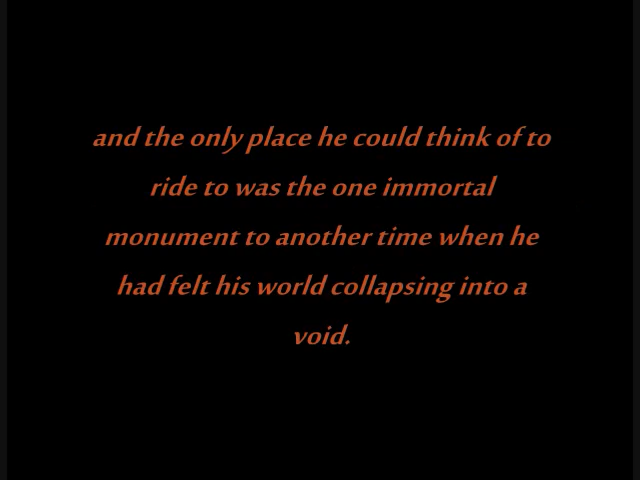 and the only place he could think of to
ride to was the one immortal
monument to another time when he
had felt his world collapsing into a
void.